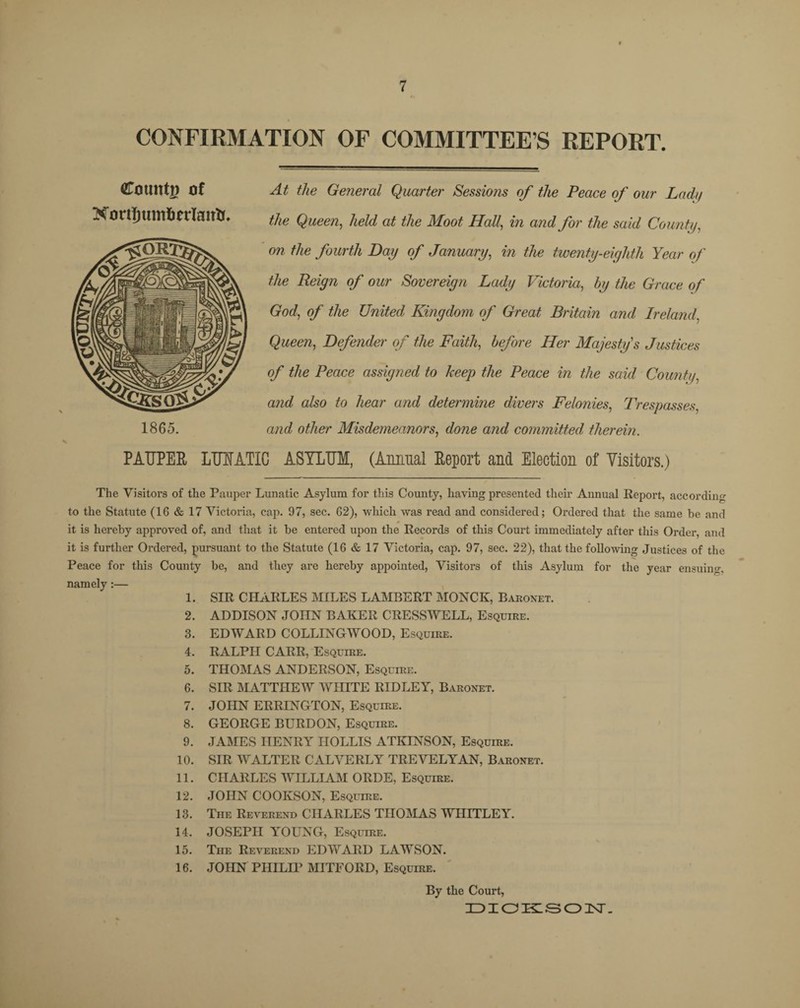 7
CONFIRMATION OF COMMITTEE'S REPORT.
County of
Northumberland.
COUNTY OF NORTHUMBERLAND
DICKSON C.P.
1865.
At the General Quarter Sessions of the Peace of our Lady
the Queen, held at the Moot Hall, in and for the said County,
on the fourth Day of January, in the twenty-eighth Year of
the Reign of our Sovereign Lady Victoria, by the Grace of
God, of the United Kingdom of Great Britain and Ireland,
Queen, Defender of the Faith, before Her Majesty's Justices
of the Peace assigned to keep the Peace in the said County,
and also to hear and determine divers Felonies, Trespasses,
and other Misdemeanors, done and committed therein.
PAUPER LUNATIC ASYLUM, (Annual Report and Election of Visitors.)
The Visitors of the Pauper Lunatic Asylum for this County, having presented their Annual Report, according
to the Statute (16 & 17 Victoria, cap. 97, sec. 62), which was read and considered; Ordered that the same be and
it is hereby approved of, and that it be entered upon the Records of this Court immediately after this Order, and
it is further Ordered, pursuant to the Statute (16 & 17 Victoria, cap. 97, sec. 22), that the following Justices of the
Peace for this County be, and they are hereby appointed, Visitors of this Asylum for the year ensuing,
namely :—
1. SIR CHARLES MILES LAMBERT MONCK, BARONET.
2. ADDISON JOHN BAKER CRESSWELL, ESQUIRE.
3. EDWARD COLLINGWOOD, ESQUIRE.
4. RALPH CARR, ESQUIRE.
5. THOMAS ANDERSON, ESQUIRE.
6. SIR MATTHEW WHITE RIDLEY, BARONET.
7. JOHN ERRINGTON, ESQUIRE.
8. GEORGE BURDON, ESQUIRE.
9. JAMES HENRY HOLLIS ATKINSON, ESQUIRE.
10. SIR WALTER CALVERLY TREVELYAN, BARONET.
11. CHARLES WILLIAM ORDE, ESQUIRE.
12. JOHN COOKSON, ESQUIRE.
13. THE REVEREND CHARLES THOMAS WHITLEY.
14. JOSEPH YOUNG, ESQUIRE.
15. THE REVEREND EDWARD LAWSON.
16. JOHN PHILIP MITFORD, ESQUIRE.
By the Court,
DICKSON.